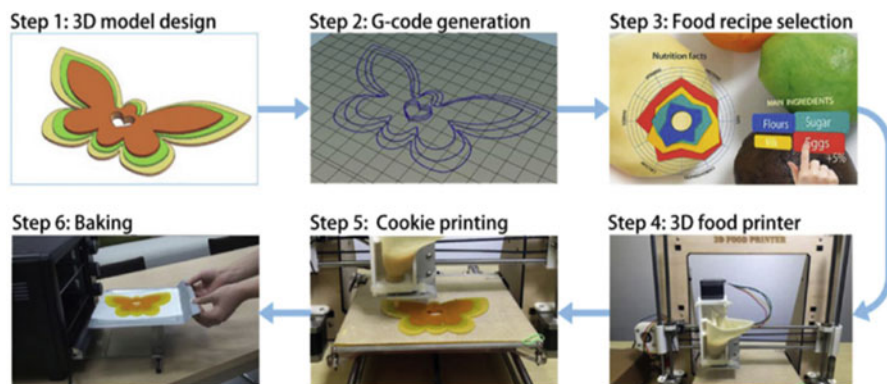 Step 1: 3D model design
Step 2: G-code generation
Step 3: Food recipe selection
Nutrition facts
MAIN INGREDIENTS
Flours
Sugar
Eggs
+5%
Step 6: Baking
Step 5: Cookie printing
Step 4: 3D food printer
3D FOOD PRINTER